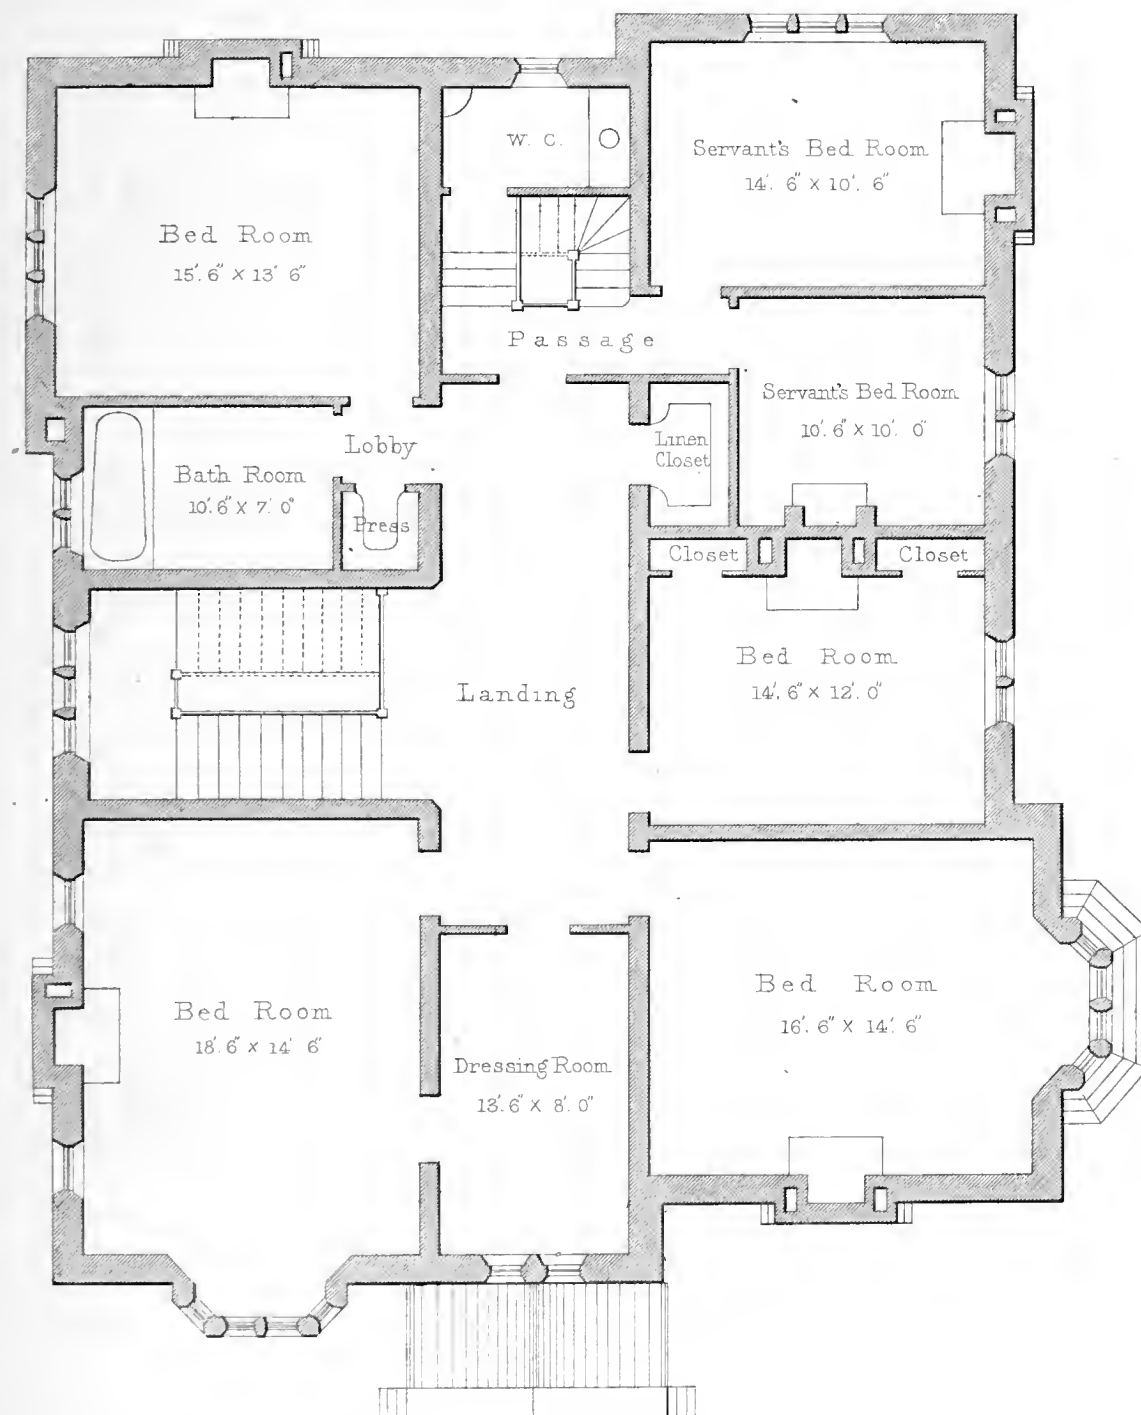 W. C.
Servant's Bed Room
14'. 6" X 10'. 6"
Bed Room
15'. 6" X 13' 6"
Passage
Servant's Bed Room
10'. 6" X 10'. 0"
Linen
Closet
Lobby
Bath Room
10'. 6" X 7'. 0"
Press
Closet
Closet
Bed Room
14'. 6" X 12'. 0"
Landing
Bed Room
16'. 6" X 14'. 6"
Bed Room
18'. 6" X 14' 6"
Dressing Room
13'. 6" X 8'. 0"